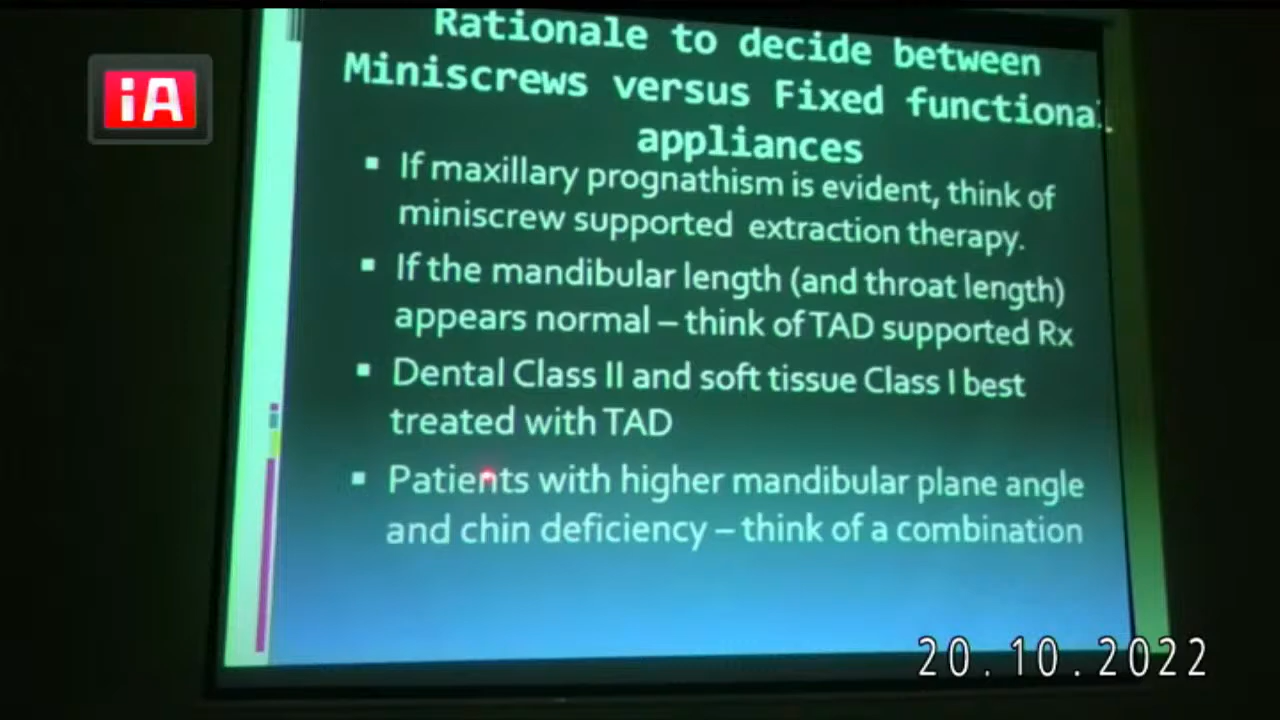 iA
Rationale to decide between
Miniscrews versus Fixed functional
appliances
▪ If maxillary prognathism is evident, think of
miniscrew supported extraction therapy.
▪ If the mandibular length (and throat length)
appears normal – think of TAD supported Rx
▪ Dental Class II and soft tissue Class I best
treated with TAD
▪ Patients with higher mandibular plane angle
and chin deficiency – think of a combination
20.10.2022